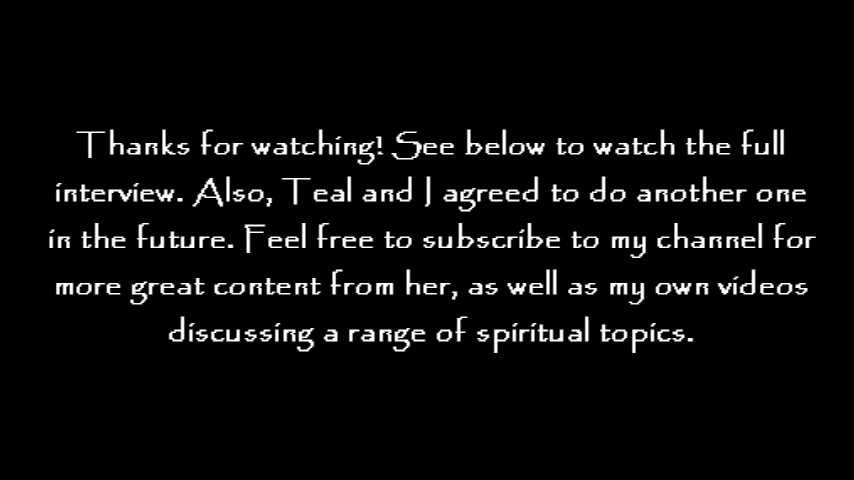 Thanks for watching! See below to watch the full
interview. Also, Teal and I agreed to do another one
in the future. Feel free to subscribe to my channel for
more great content from her, as well as my own videos
discussing a range of spiritual topics.